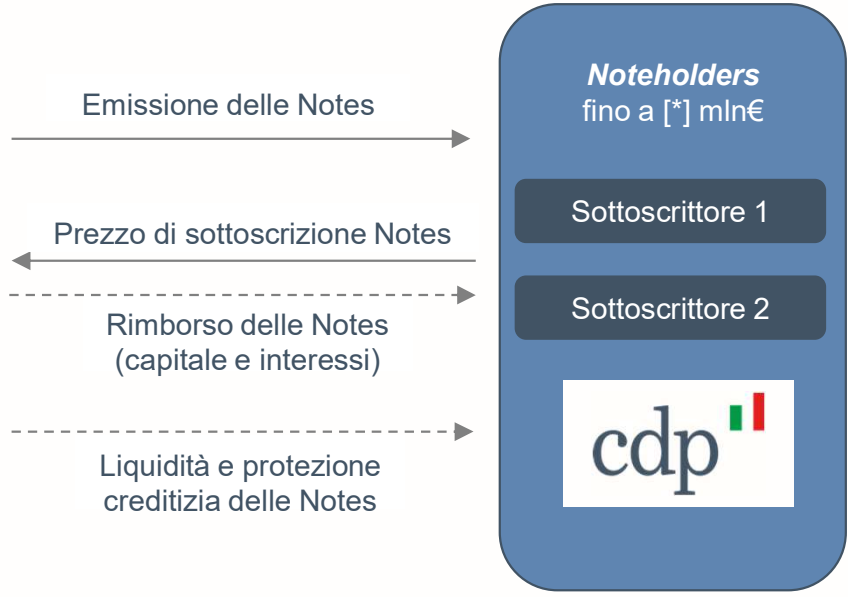 Emissione delle Notes
Prezzo di sottoscrizione Notes
Rimborso delle Notes
(capitale e interessi)
Liquidità e protezione
creditizia delle Notes
Noteholders
fino a [*] mln€
Sottoscrittore 1
Sottoscrittore 2
cdp